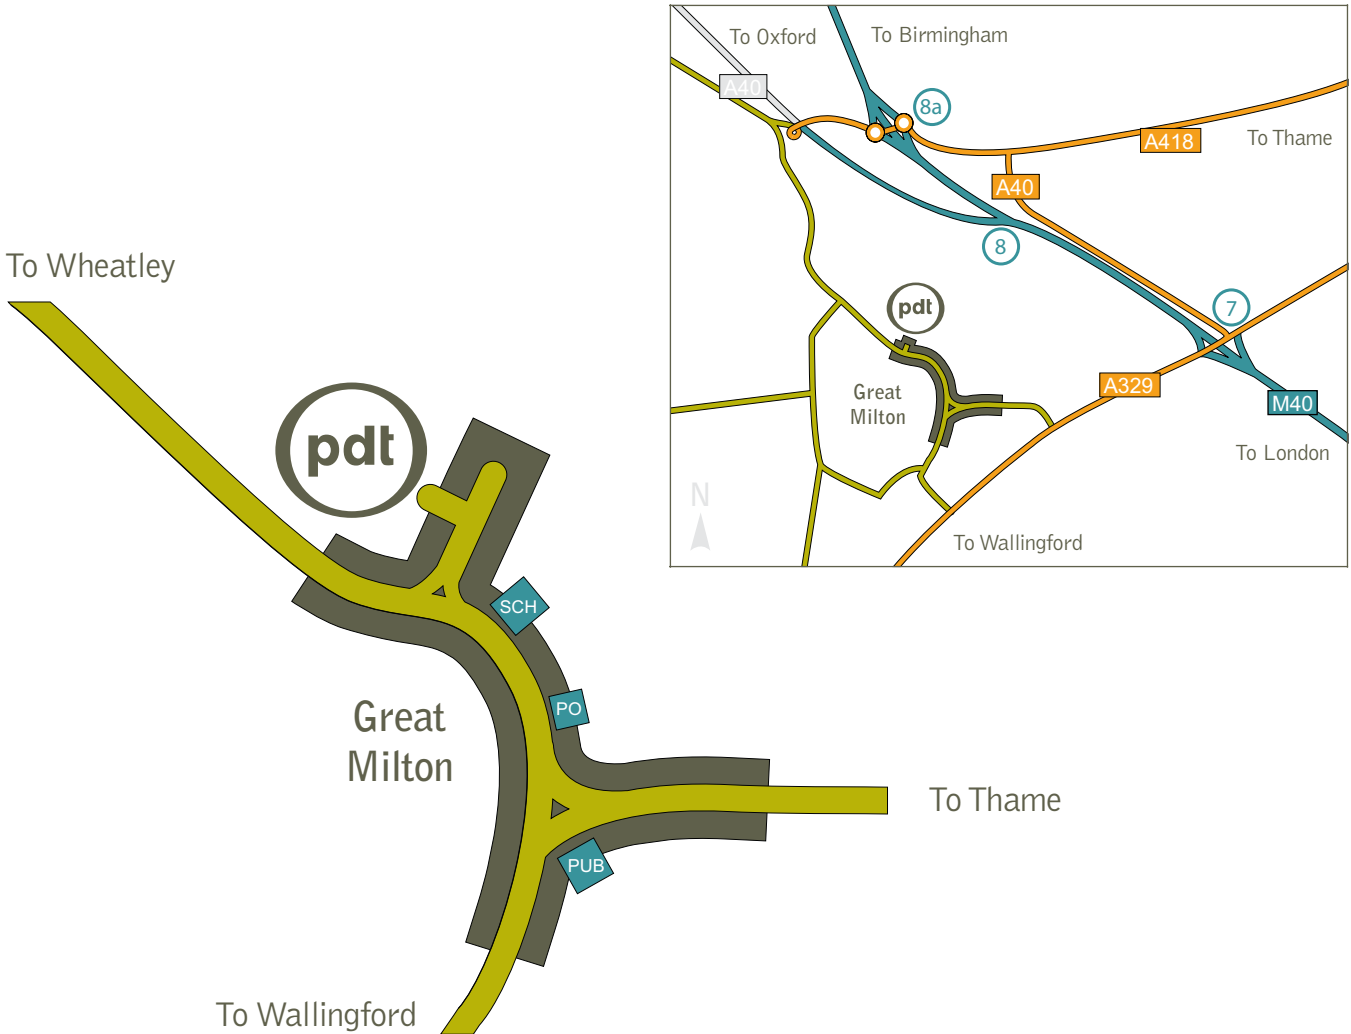 To Oxford
To Birmingham
A40
8a
A418
To Thame
A40
8
7
pdt
A329
Great
Milton
M40
To London
N
To Wallingford
To Wheatley
pdt
SCH
PO
Great
Milton
To Thame
PUB
To Wallingford